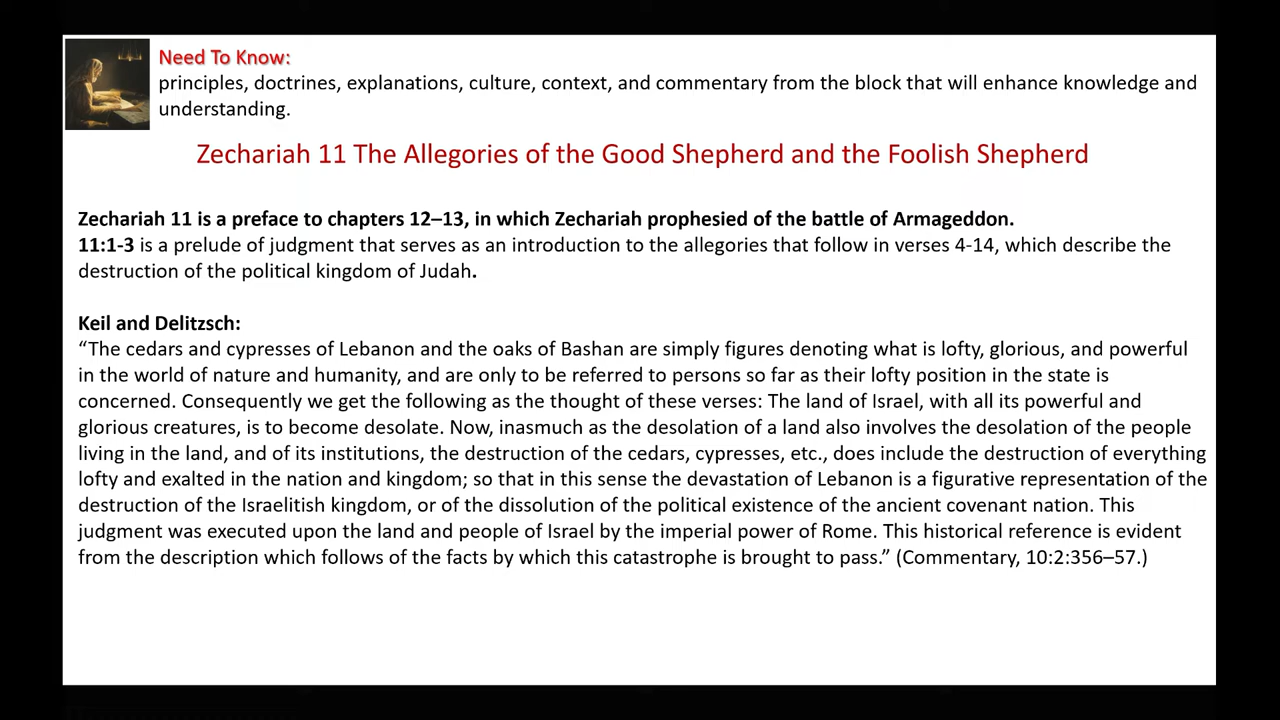 Need To Know:
principles, doctrines, explanations, culture, context, and commentary from the block that will enhance knowledge and
understanding.
Zechariah 11 The Allegories of the Good Shepherd and the Foolish Shepherd
Zechariah 11 is a preface to chapters 12–13, in which Zechariah prophesied of the battle of Armageddon.
11:1-3 is a prelude of judgment that serves as an introduction to the allegories that follow in verses 4-14, which describe the
destruction of the political kingdom of Judah.
Keil and Delitzsch:
“The cedars and cypresses of Lebanon and the oaks of Bashan are simply figures denoting what is lofty, glorious, and powerful
in the world of nature and humanity, and are only to be referred to persons so far as their lofty position in the state is
concerned. Consequently we get the following as the thought of these verses: The land of Israel, with all its powerful and
glorious creatures, is to become desolate. Now, inasmuch as the desolation of a land also involves the desolation of the people
living in the land, and of its institutions, the destruction of the cedars, cypresses, etc., does include the destruction of everything
lofty and exalted in the nation and kingdom; so that in this sense the devastation of Lebanon is a figurative representation of the
destruction of the Israelitish kingdom, or of the dissolution of the political existence of the ancient covenant nation. This
judgment was executed upon the land and people of Israel by the imperial power of Rome. This historical reference is evident
from the description which follows of the facts by which this catastrophe is brought to pass.” (Commentary, 10:2:356–57.)